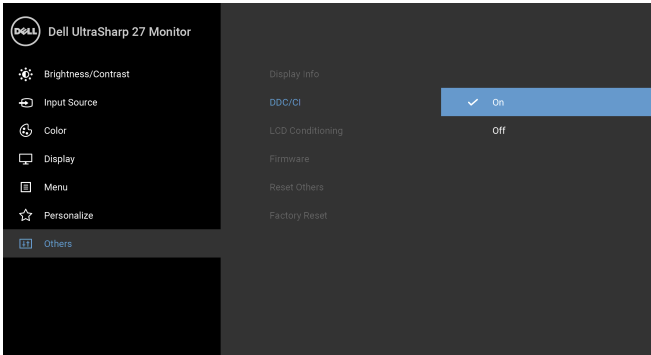 DELL Dell UltraSharp 27 Monitor
Brightness/Contrast
Input Source
Color
Display
Menu
Personalize
Others
Display Info
DDC/CI
LCD Conditioning
Firmware
Reset Others
Factory Reset
On
Off